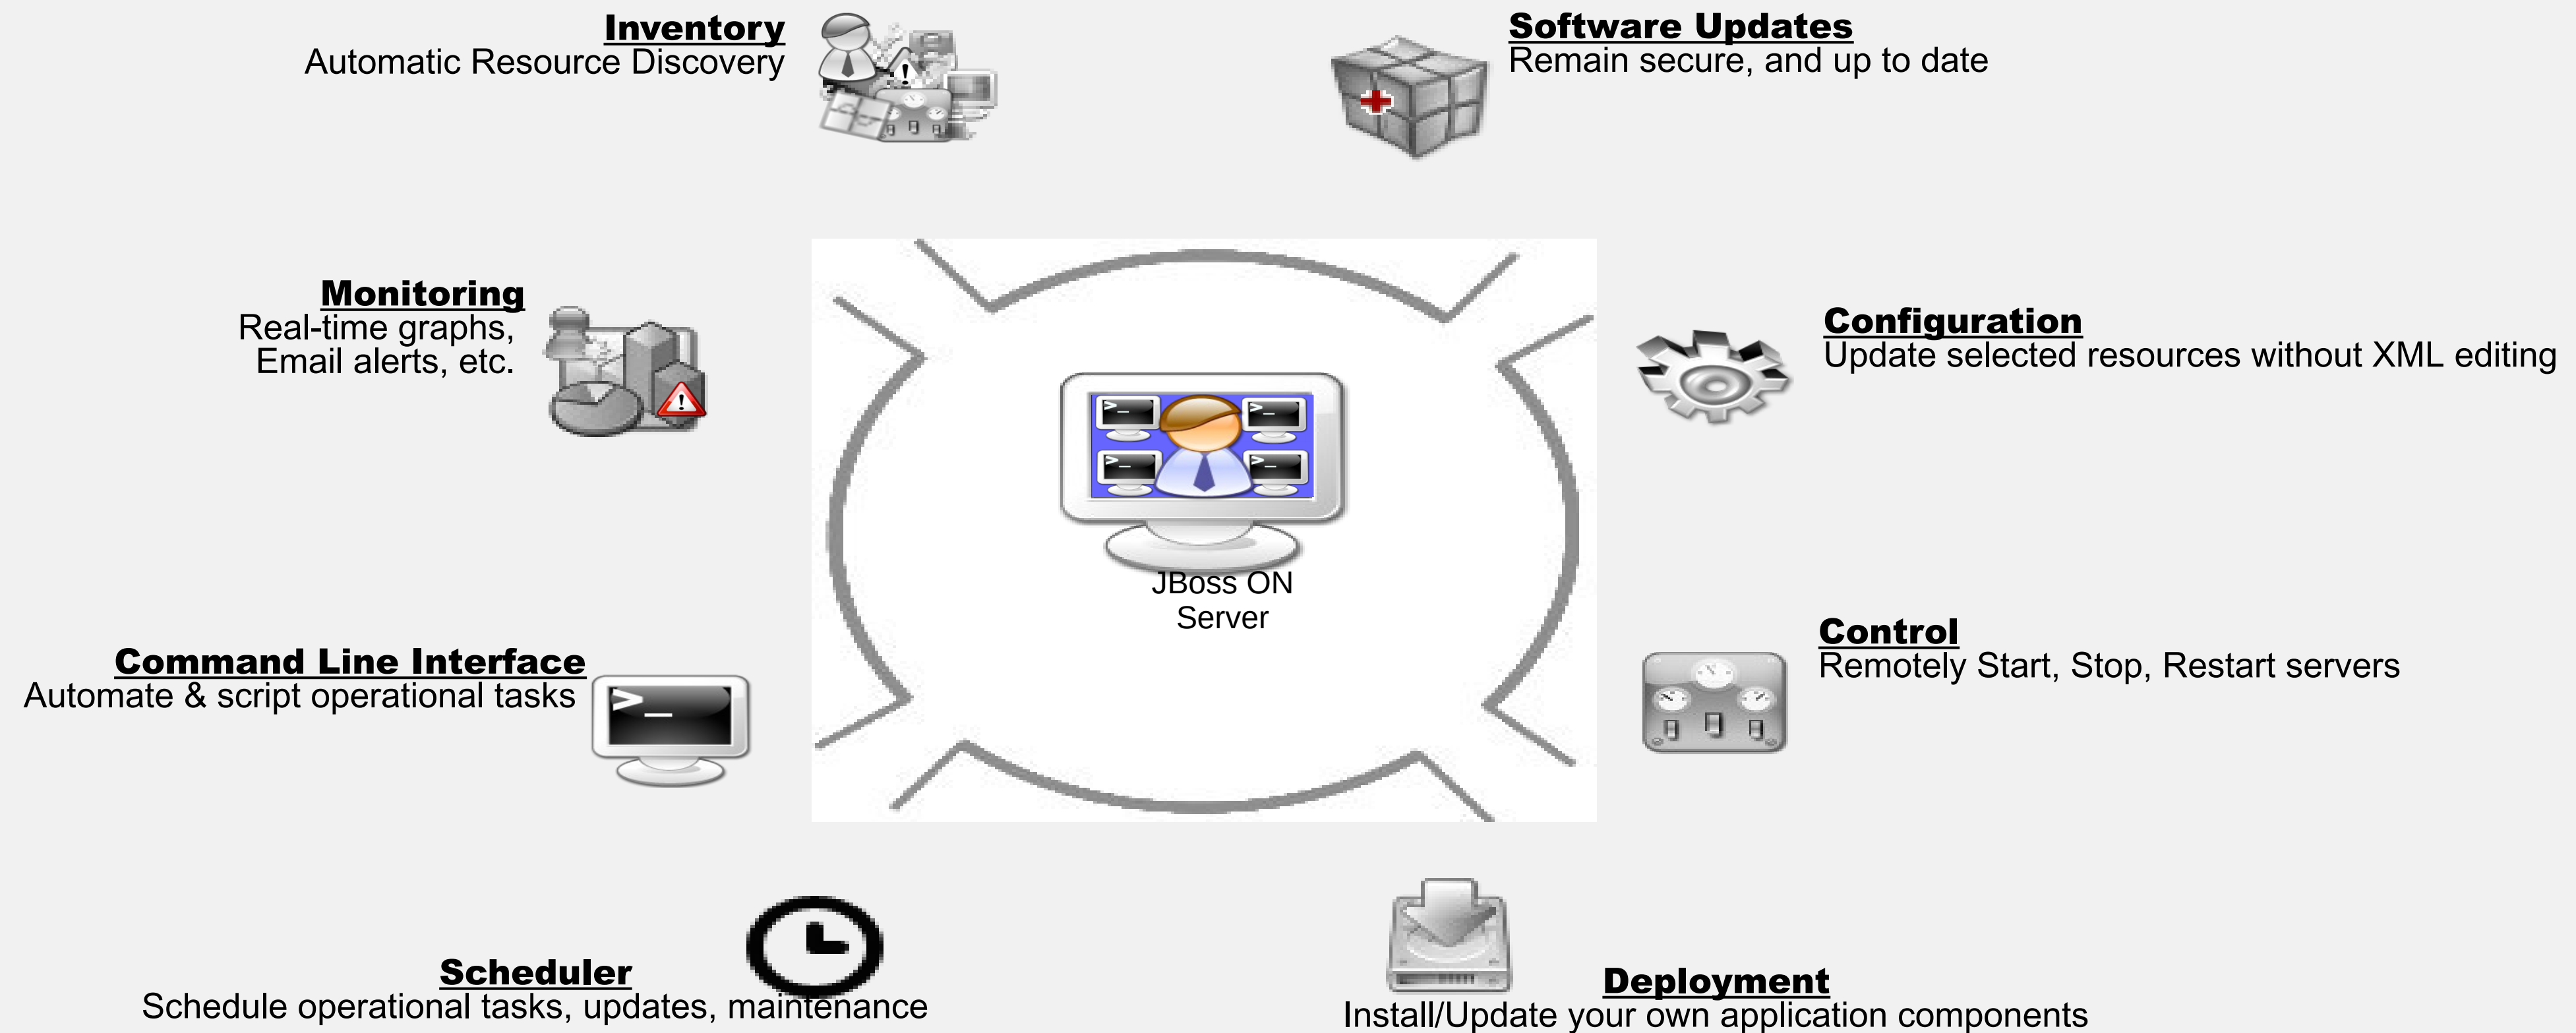 Inventory
Automatic Resource Discovery
Software Updates
Remain secure, and up to date
Monitoring
Real-time graphs,
Email alerts, etc.
Configuration
Update selected resources without XML editing
>_ >_
>_ >_
JBoss ON
Server
Command Line Interface
Automate & script operational tasks
>_
Control
Remotely Start, Stop, Restart servers
Scheduler
Schedule operational tasks, updates, maintenance
Deployment
Install/Update your own application components